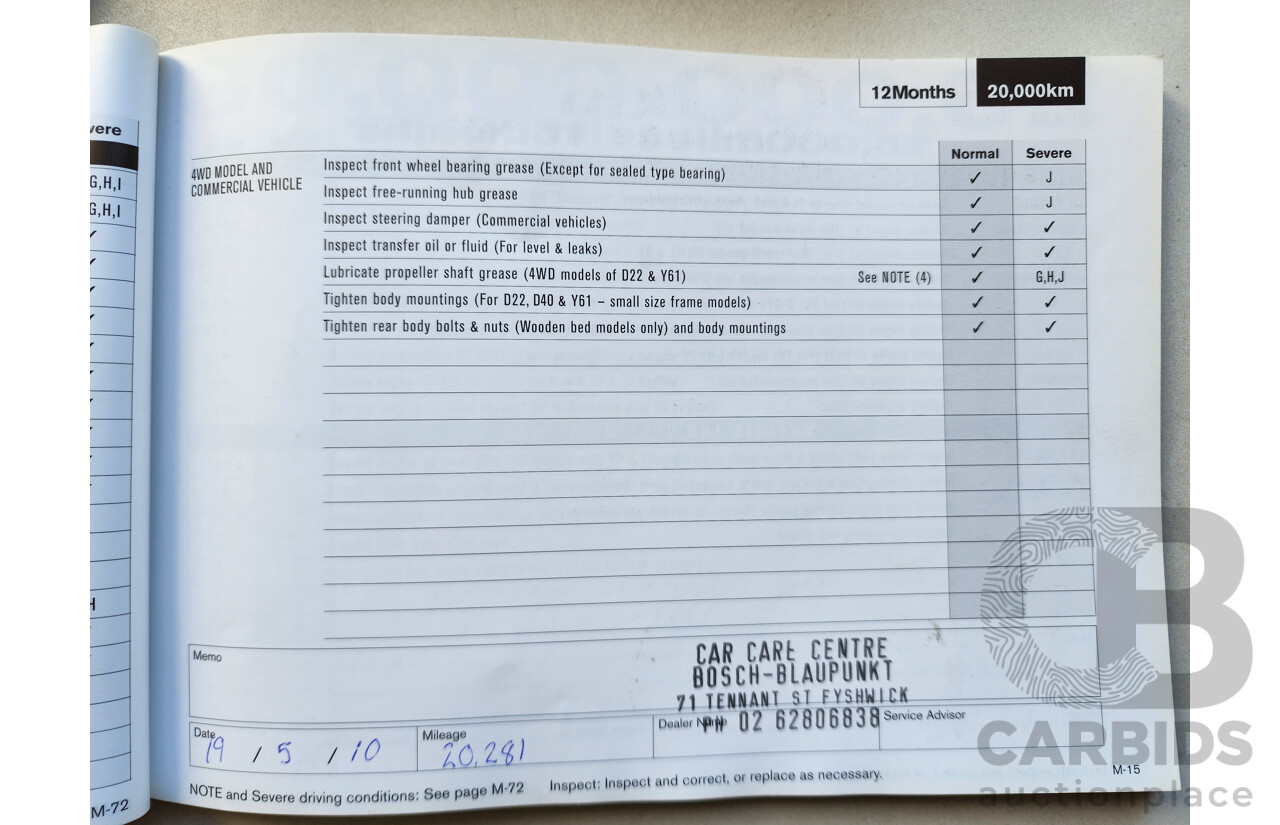 12Months 20,000km
vere
Normal Severe
4WD MODEL AND
COMMERCIAL VEHICLE
Inspect front wheel bearing grease (Except for sealed type bearing) ✓ J
Inspect free-running hub grease ✓ J
Inspect steering damper (Commercial vehicles) ✓ ✓
Inspect transfer oil or fluid (For level & leaks) ✓ ✓
Lubricate propeller shaft grease (4WD models of D22 & Y61) See NOTE (4) ✓ G,H,J
Tighten body mountings (For D22, D40 & Y61 – small size frame models) ✓ ✓
Tighten rear body bolts & nuts (Wooden bed models only) and body mountings ✓ ✓
G,H,I
G,H,I
H
Memo
CAR CARE CENTRE
BOSCH-BLAUPUNKT
71 TENNANT ST FYSHWICK
PH 02 62806838
Dealer Name
Service Advisor
Date
19 / 5 / 10
Mileage
20,281
NOTE and Severe driving conditions: See page M-72 Inspect: Inspect and correct, or replace as necessary.
M-15
M-72
CB
CARBIDS
auctionplace